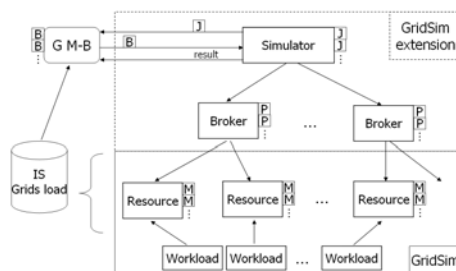 J
GridSim
extension
B
B
⋮
G M-B
B
result
Simulator
J
J
⋮
Broker
P
P
⋮
...
Broker
P
P
⋮
IS
Grids load
Resource
M
M
⋮
Resource
M
M
⋮
...
Resource
M
M
⋮
Workload
Workload
...
Workload
GridSim